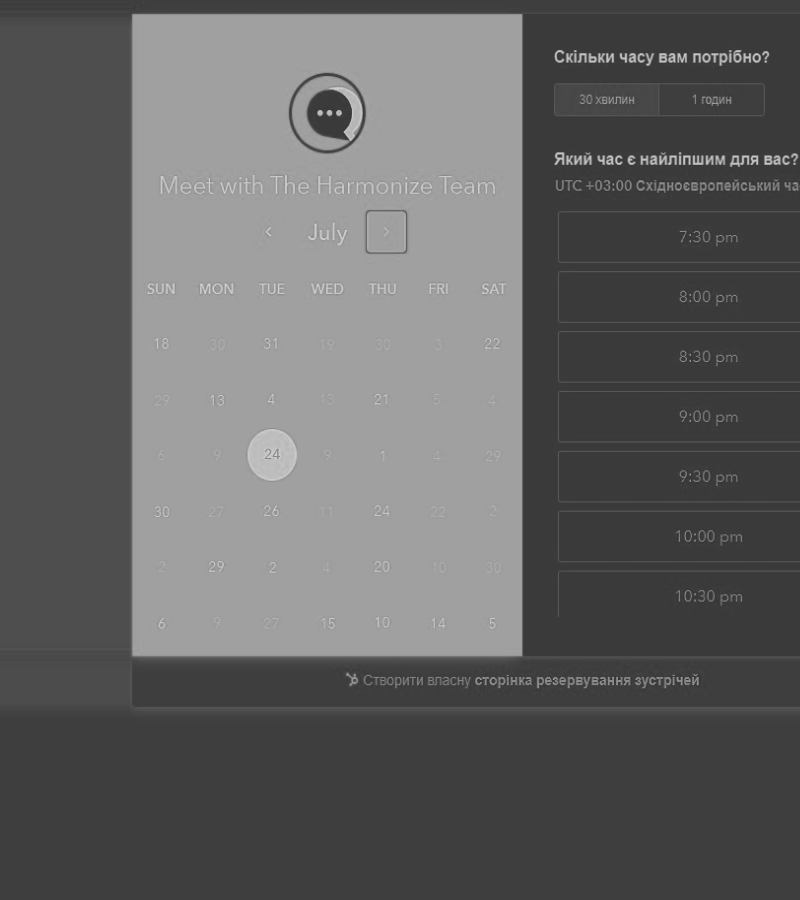 Meet with The Harmonize Team
July
SUN MON TUE WED THU FRI SAT
18 30 31 19 30 3 22
29 13 4 13 21 5 4
6 9 24 9 1 4 29
30 27 26 11 24 22 2
2 29 2 4 20 10 30
6 9 27 15 10 14 5
Скільки часу вам потрібно?
30 хвилин 1 годин
Який час є найліпшим для вас?
UTC +03:00 Східноєвропейський ча
7:30 pm
8:00 pm
8:30 pm
9:00 pm
9:30 pm
10:00 pm
10:30 pm
Створити власну сторінка резервування зустрічей